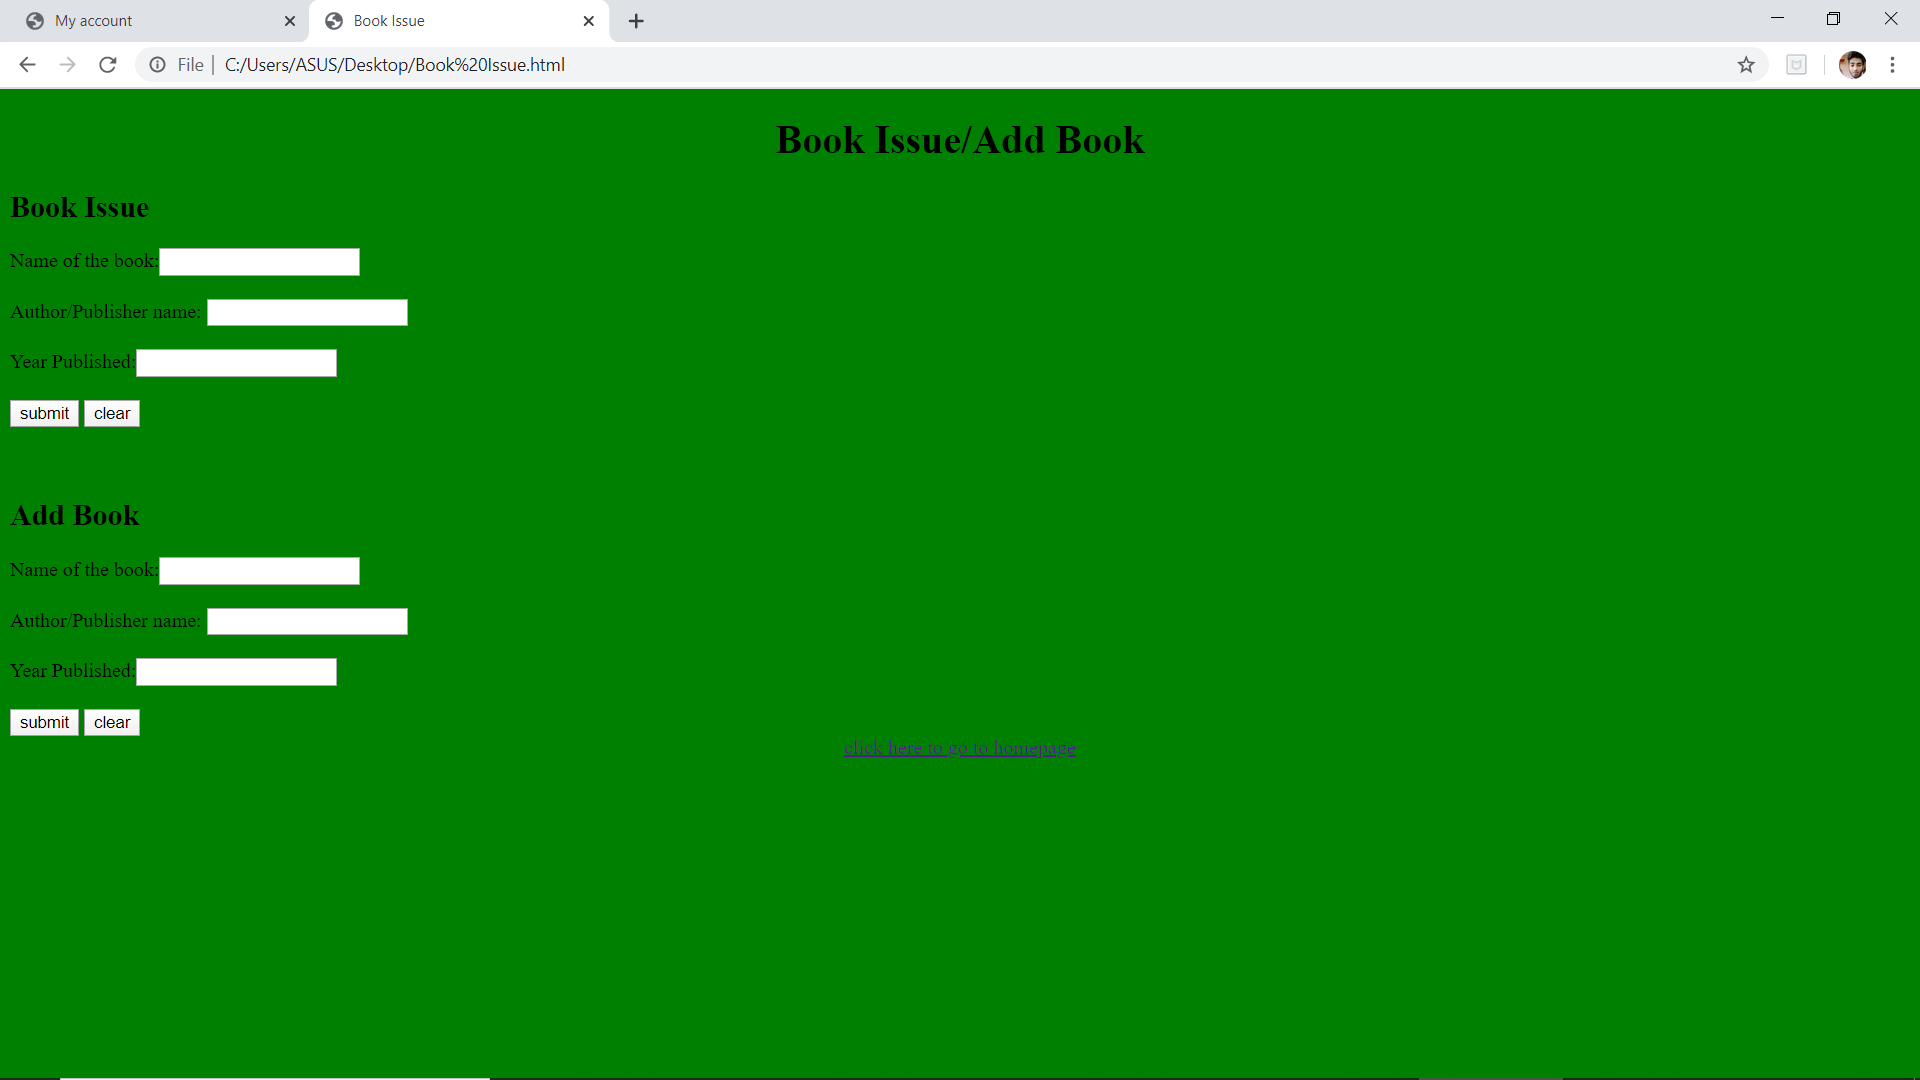 My account
Book Issue
File | C:/Users/ASUS/Desktop/Book%20Issue.html
Book Issue/Add Book
Book Issue
Name of the book:
Author/Publisher name:
Year Published:
submit clear
Add Book
Name of the book:
Author/Publisher name:
Year Published:
submit clear
click here to go to homepage